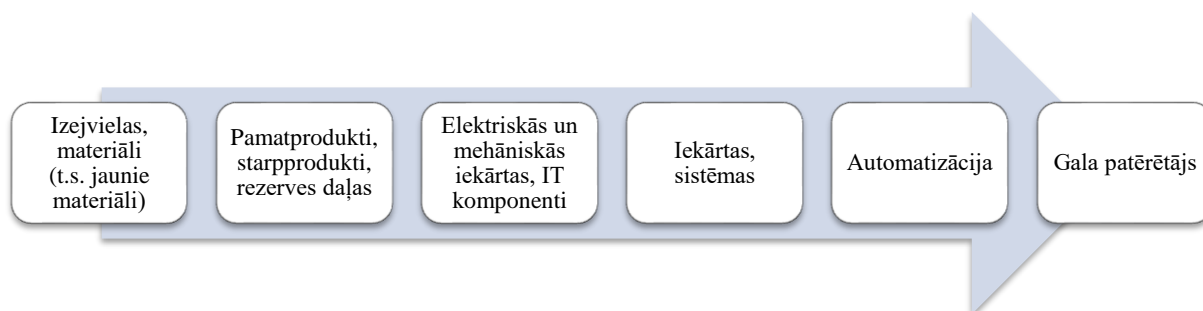 Izejvielas,
materiāli
(t.s. jaunie
materiāli)
Pamatprodukti,
starpprodukti,
rezerves daļas
Elektriskās un
mehāniskās
iekārtas, IT
komponenti
Iekārtas,
sistēmas
Automatizācija
Gala patērētājs